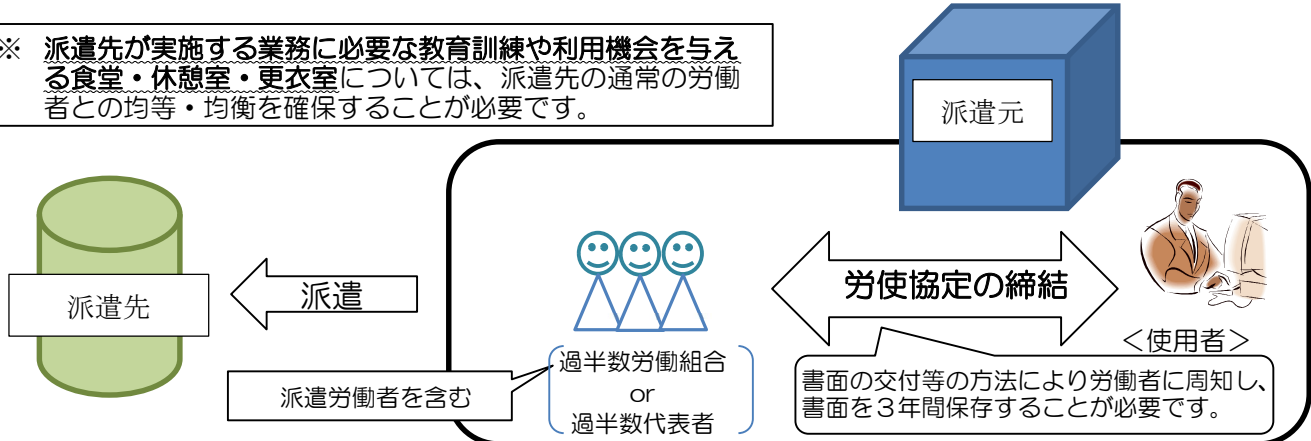 ※ 派遣先が実施する業務に必要な教育訓練や利用機会を与え
る食堂・休憩室・更衣室については、派遣先の通常の労働
者との均等・均衡を確保することが必要です。
派遣元
派遣先
派遣
労使協定の締結
＜使用者＞
過半数労働組合
or
過半数代表者
派遣労働者を含む
書面の交付等の方法により労働者に周知し、
書面を３年間保存することが必要です。